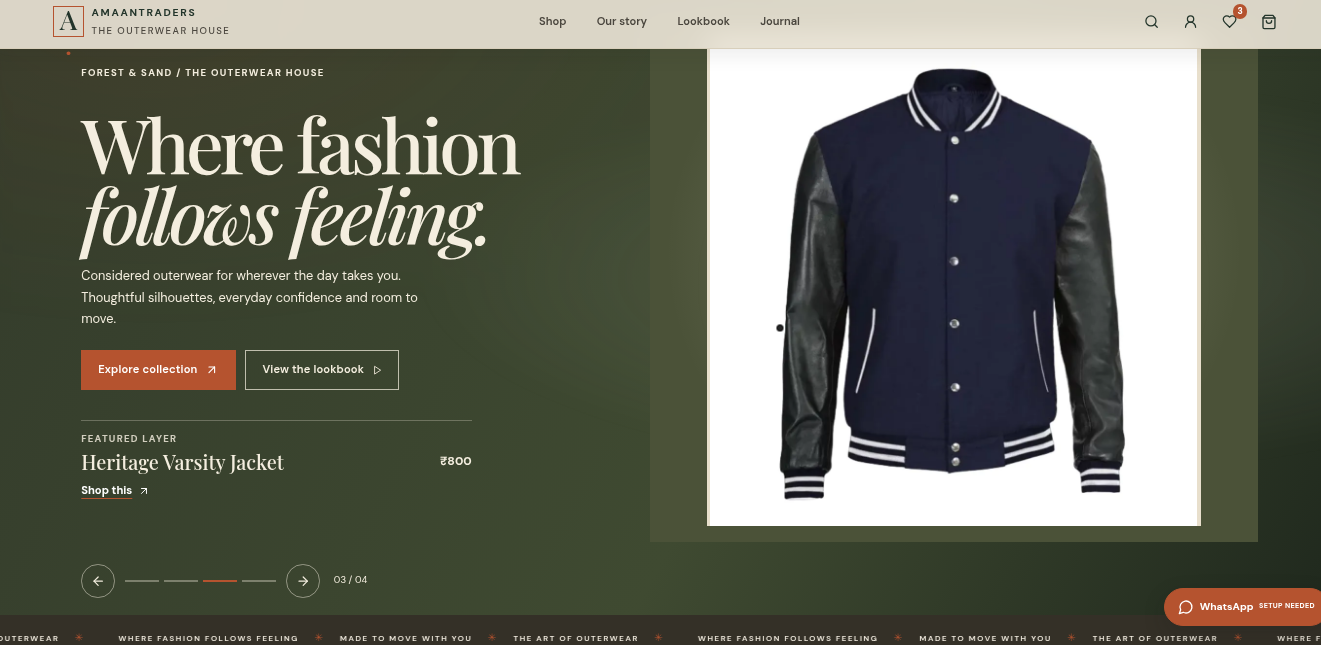 A
AMAANTRADERS
THE OUTERWEAR HOUSE
Shop
Our story
Lookbook
Journal
3
FOREST & SAND / THE OUTERWEAR HOUSE
Where fashion
follows feeling.
Considered outerwear for wherever the day takes you.
Thoughtful silhouettes, everyday confidence and room to
move.
Explore collection
View the lookbook
FEATURED LAYER
Heritage Varsity Jacket
₹800
Shop this
03 / 04
WhatsApp SETUP NEEDED
OUTERWEAR * WHERE FASHION FOLLOWS FEELING * MADE TO MOVE WITH YOU * THE ART OF OUTERWEAR * WHERE FASHION FOLLOWS FEELING * MADE TO MOVE WITH YOU * THE ART OF OUTERWEAR * WHERE F